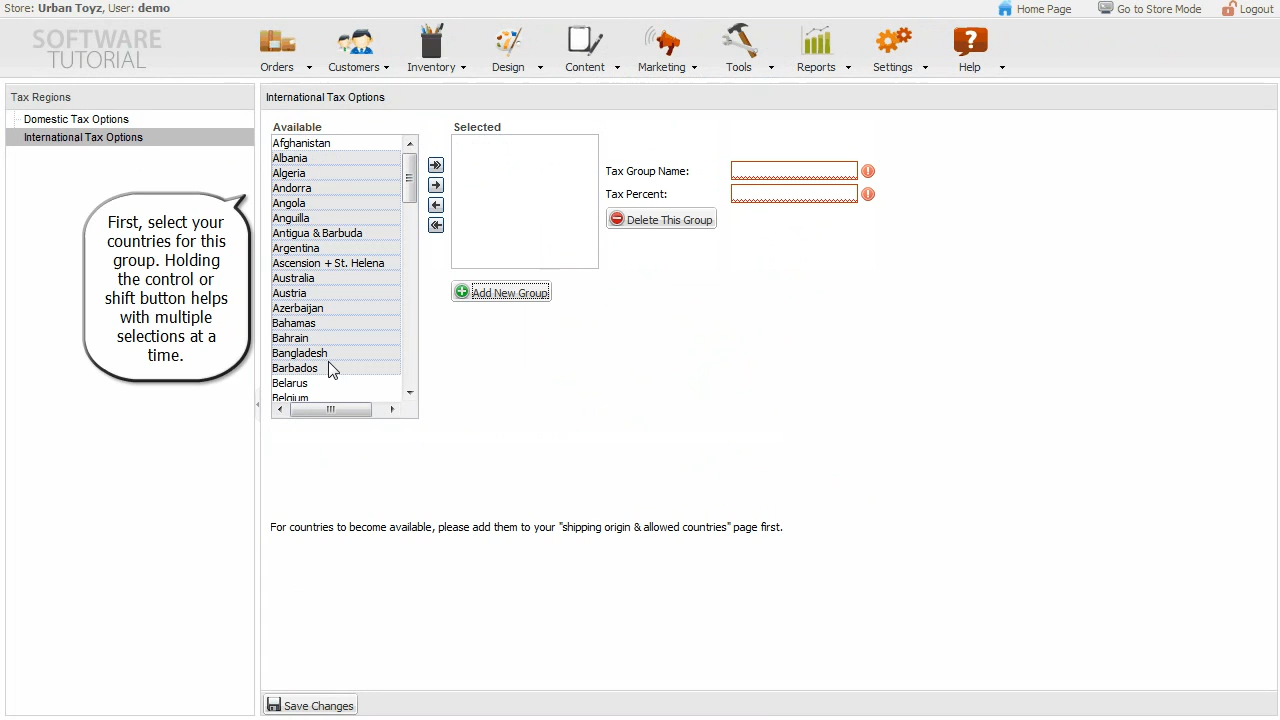 Store: Urban Toyz, User: demo
Home Page
Go to Store Mode
Logout
SOFTWARE
TUTORIAL
Orders
Customers
Inventory
Design
Content
Marketing
Tools
Reports
Settings
Help
Tax Regions
Domestic Tax Options
International Tax Options
First, select your
countries for this
group. Holding
the control or
shift button helps
with multiple
selections at a
time.
International Tax Options
Available
Afghanistan
Albania
Algeria
Andorra
Angola
Anguilla
Antigua & Barbuda
Argentina
Ascension + St. Helena
Australia
Austria
Azerbaijan
Bahamas
Bahrain
Bangladesh
Barbados
Belarus
Belgium
Selected
Add New Group
Tax Group Name:
Tax Percent:
Delete This Group
For countries to become available, please add them to your "shipping origin & allowed countries" page first.
Save Changes